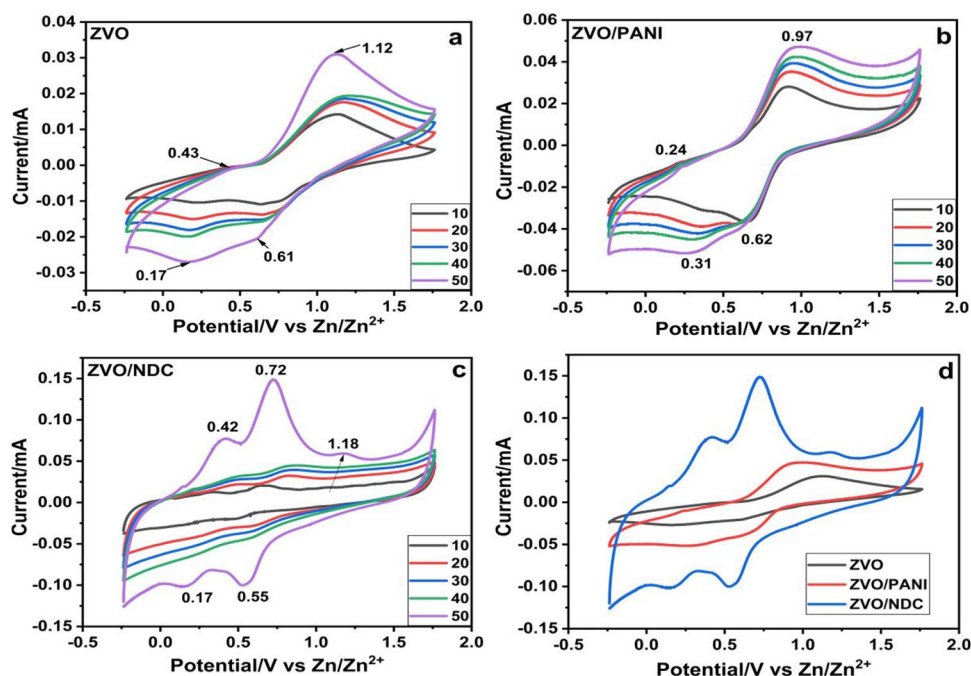 ZVO
a
1.12
0.43
0.17
0.61
10
20
30
40
50
0.04
0.03
0.02
0.01
0.00
-0.01
-0.02
-0.03
Current/mA
-0.5 0.0 0.5 1.0 1.5 2.0
Potential/V vs Zn/Zn2+
ZVO/PANI
b
0.97
0.24
0.62
0.31
10
20
30
40
50
0.06
0.04
0.02
0.00
-0.02
-0.04
-0.06
Current/mA
-0.5 0.0 0.5 1.0 1.5 2.0
Potential/V vs Zn/Zn2+
ZVO/NDC
c
0.72
0.42
1.18
0.17
0.55
10
20
30
40
50
0.15
0.10
0.05
0.00
-0.05
-0.10
-0.15
Current/mA
-0.5 0.0 0.5 1.0 1.5 2.0
Potential/V vs Zn/Zn2+
d
ZVO
ZVO/PANI
ZVO/NDC
0.15
0.10
0.05
0.00
-0.05
-0.10
-0.15
Current/mA
-0.5 0.0 0.5 1.0 1.5 2.0
Potential/V vs Zn/Zn2+